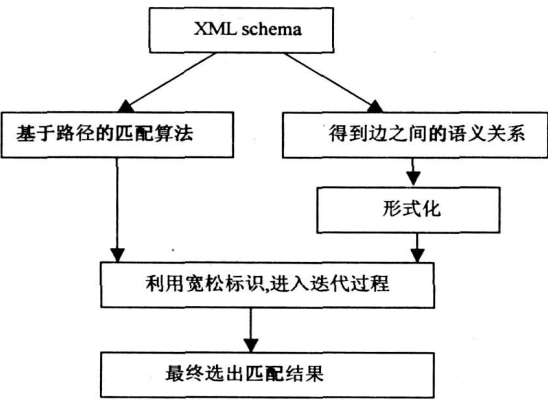 XML schema
基于路径的匹配算法
得到边之间的语义关系
形式化
利用宽松标识,进入迭代过程
最终选出匹配结果